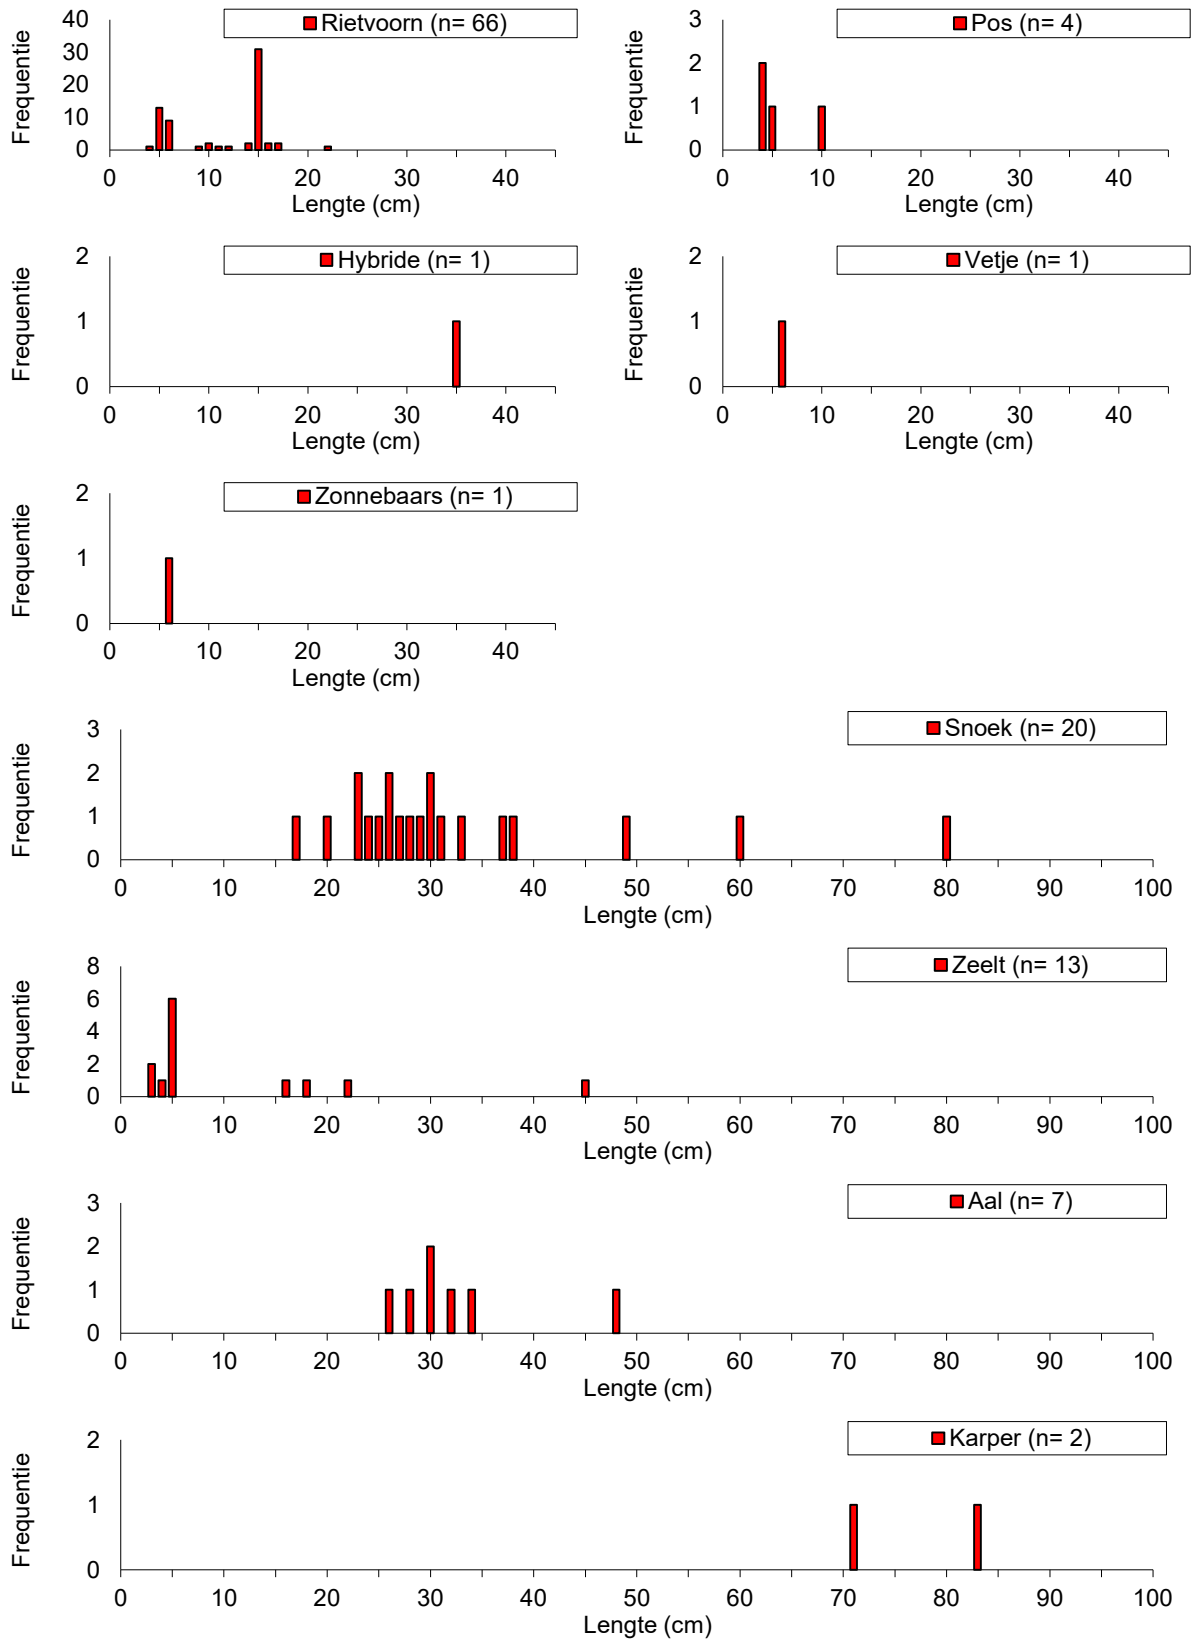 Rietvoorn (n= 66)
Frequentie
40
30
20
10
0
0 10 20 30 40
Lengte (cm)
Pos (n= 4)
Frequentie
3
2
1
0
0 10 20 30 40
Lengte (cm)
Hybride (n= 1)
Frequentie
2
1
0
0 10 20 30 40
Lengte (cm)
Vetje (n= 1)
Frequentie
2
1
0
0 10 20 30 40
Lengte (cm)
Zonnebaars (n= 1)
Frequentie
2
1
0
0 10 20 30 40
Lengte (cm)
Snoek (n= 20)
Frequentie
3
2
1
0
0 10 20 30 40 50 60 70 80 90 100
Lengte (cm)
Zeelt (n= 13)
Frequentie
8
6
4
2
0
0 10 20 30 40 50 60 70 80 90 100
Lengte (cm)
Aal (n= 7)
Frequentie
3
2
1
0
0 10 20 30 40 50 60 70 80 90 100
Lengte (cm)
Karper (n= 2)
Frequentie
2
1
0
0 10 20 30 40 50 60 70 80 90 100
Lengte (cm)